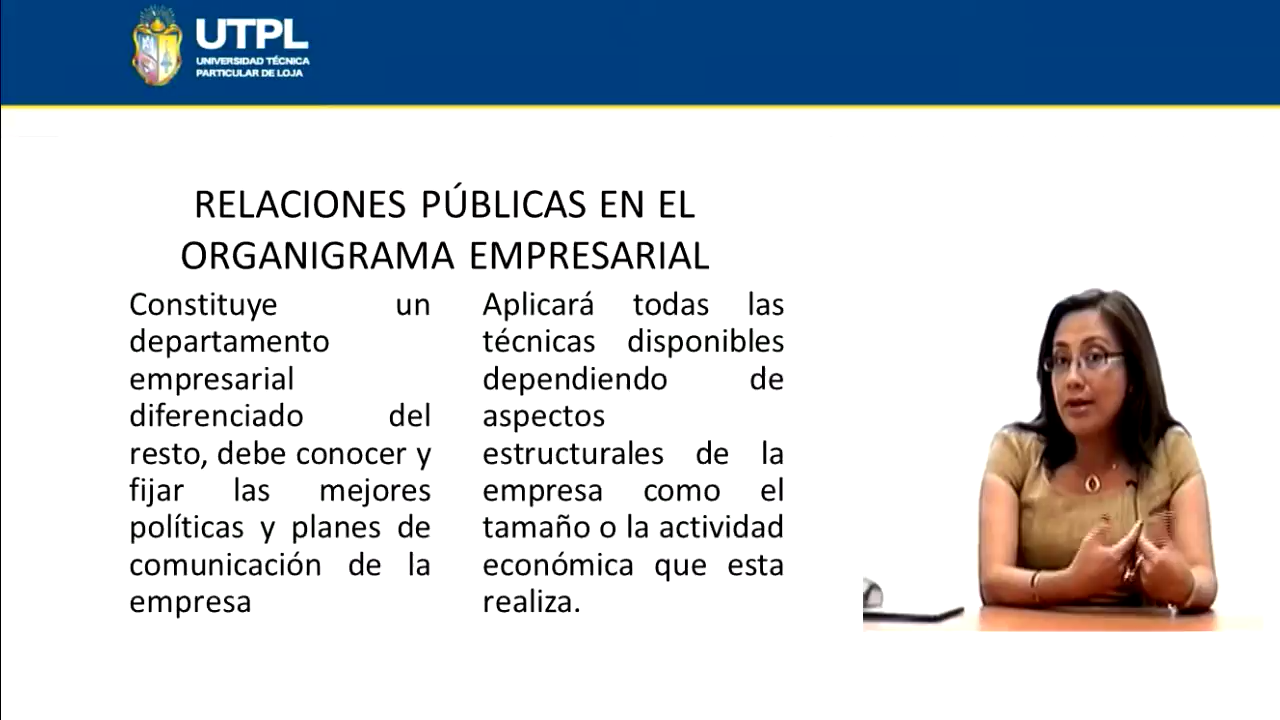 UTPL
UNIVERSIDAD TÉCNICA
PARTICULAR DE LOJA
RELACIONES PÚBLICAS EN EL
ORGANIGRAMA EMPRESARIAL
Constituye un
departamento
empresarial
diferenciado del
resto, debe conocer y
fijar las mejores
políticas y planes de
comunicación de la
empresa
Aplicará todas las
técnicas disponibles
dependiendo de
aspectos
estructurales de la
empresa como el
tamaño o la actividad
económica que esta
realiza.